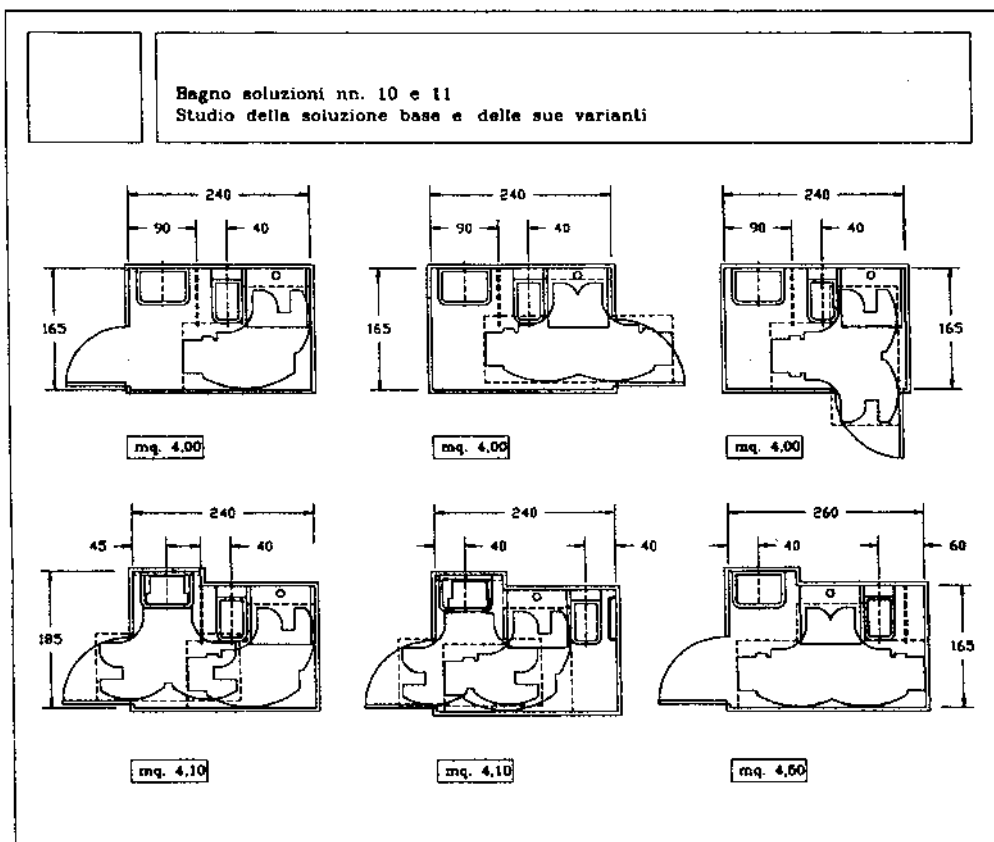 Bagno soluzioni nn. 10 e 11
Studio della soluzione base e delle sue varianti
240
90 40
165
mq. 4,00
240
90 40
165
mq. 4,00
240
90 40
165
mq. 4,00
240
45 40
185
mq. 4,10
240
40 40
mq. 4,10
260
40 60
165
mq. 4,60